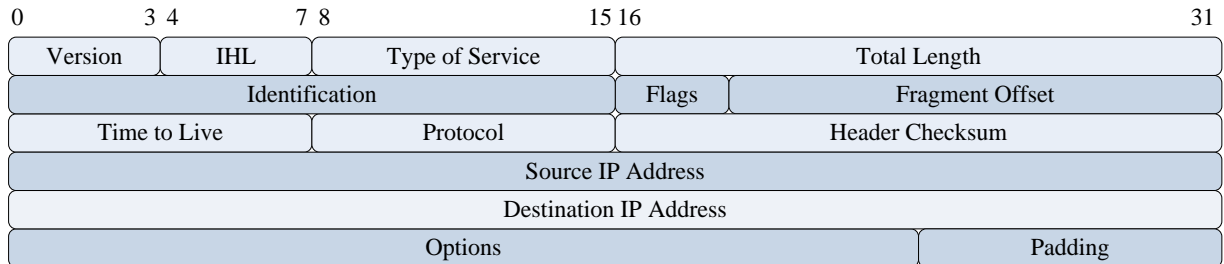 0 3 4 7 8 15 16 31
Version IHL Type of Service Total Length
Identification Flags Fragment Offset
Time to Live Protocol Header Checksum
Source IP Address
Destination IP Address
Options Padding